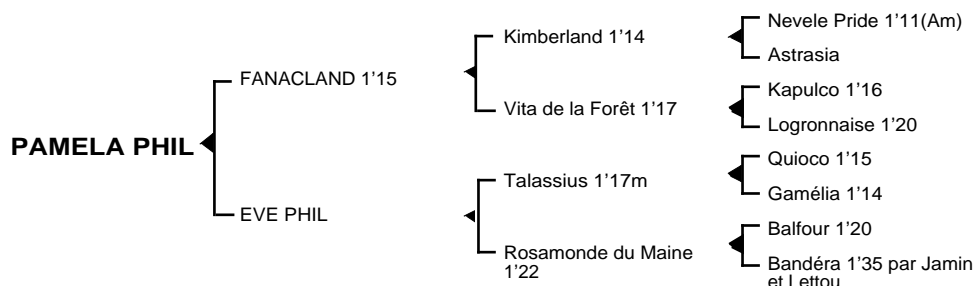 Nevele Pride 1’11(Am)
Kimberland 1’14
Astrasia
FANACLAND 1’15
Kapulco 1’16
Vita de la Forêt 1’17
Logronnaise 1’20
PAMELA PHIL
Quioco 1’15
Talassius 1’17m
Gamélia 1’14
EVE PHIL
Balfour 1’20
Rosamonde du Maine
1’22
Bandéra 1’35 par Jamin
et Lettou